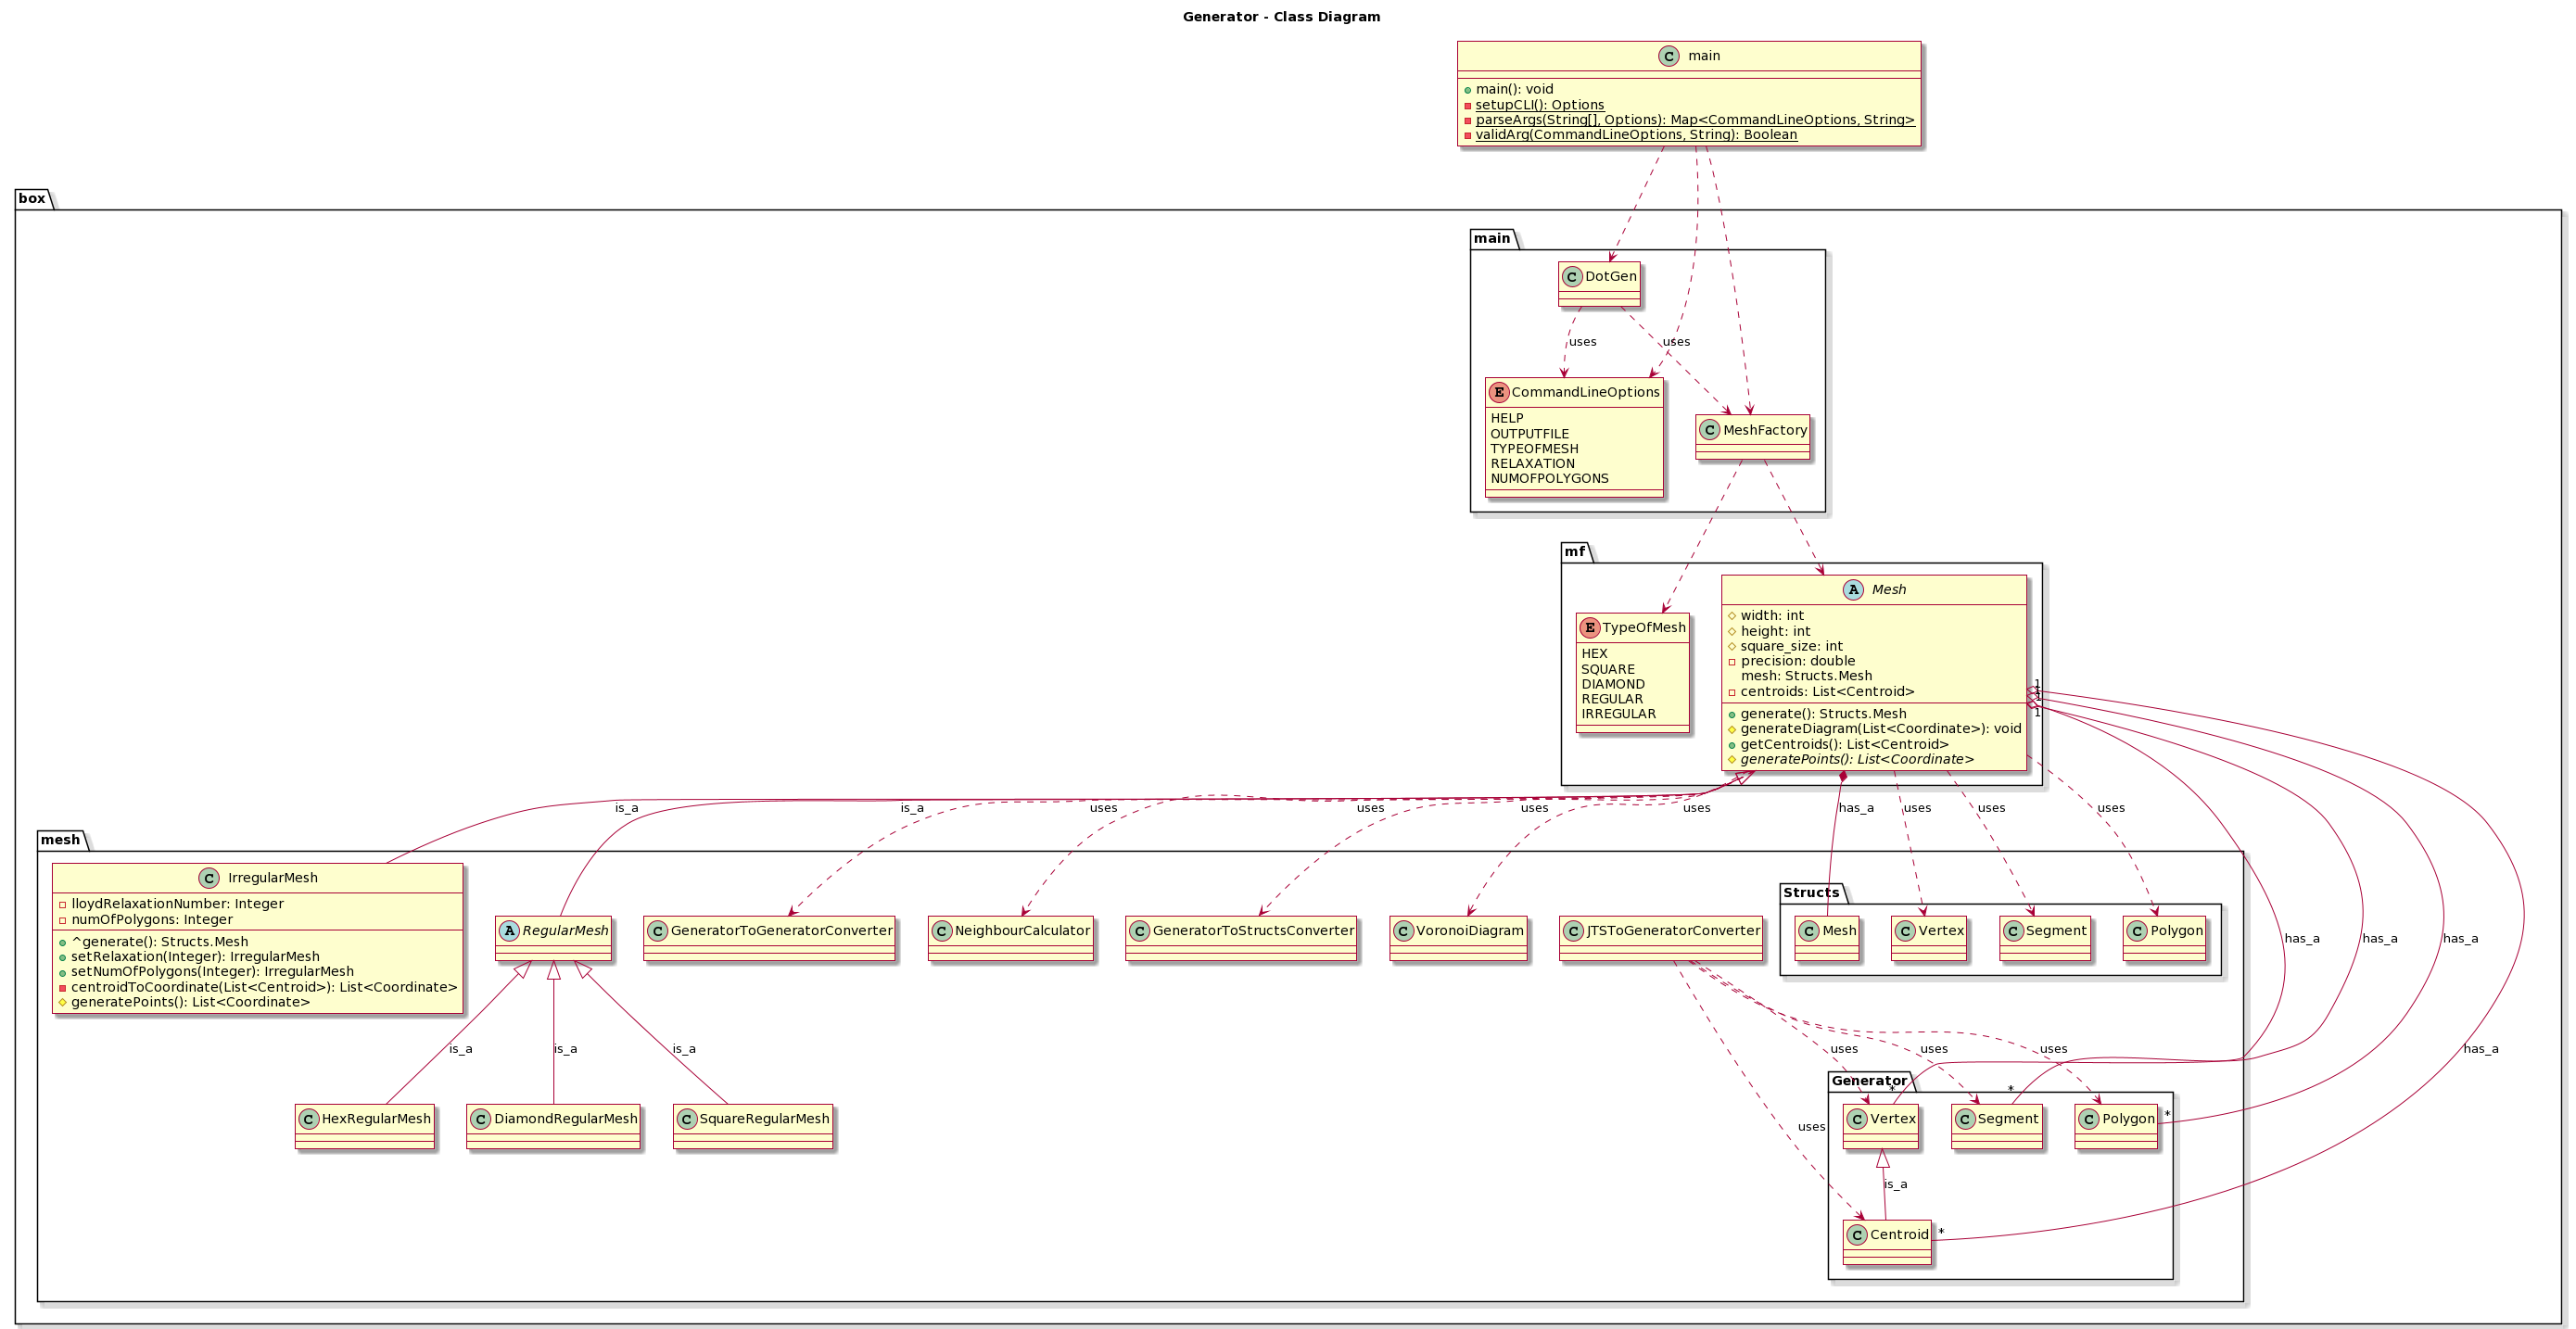 Generator - Class Diagram
C main
main(): void
setupCLI(): Options
parseArgs(String[], Options): Map<CommandLineOptions, String>
validArg(CommandLineOptions, String): Boolean
box
main
C DotGen
uses
uses
E CommandLineOptions
HELP
OUTPUTFILE
TYPEOFMESH
RELAXATION
NUMOFPOLYGONS
C MeshFactory
mf
E TypeOfMesh
HEX
SQUARE
DIAMOND
REGULAR
IRREGULAR
A Mesh
width: int
height: int
square_size: int
precision: double
mesh: Structs.Mesh
centroids: List<Centroid>
generate(): Structs.Mesh
generateDiagram(List<Coordinate>): void
getCentroids(): List<Centroid>
generatePoints(): List<Coordinate>
1
1
1
is_a
is_a
uses
uses
uses
uses
has_a
uses
uses
uses
mesh
C IrregularMesh
lloydRelaxationNumber: Integer
numOfPolygons: Integer
^generate(): Structs.Mesh
setRelaxation(Integer): IrregularMesh
setNumOfPolygons(Integer): IrregularMesh
centroidToCoordinate(List<Centroid>): List<Coordinate>
generatePoints(): List<Coordinate>
A RegularMesh
C GeneratorToGeneratorConverter
C NeighbourCalculator
C GeneratorToStructsConverter
C VoronoiDiagram
C JTSToGeneratorConverter
Structs
C Mesh
C Vertex
C Segment
C Polygon
has_a
has_a
has_a
has_a
is_a
is_a
is_a
uses
uses
uses
uses
C HexRegularMesh
C DiamondRegularMesh
C SquareRegularMesh
Generator
*
*
*
C Vertex
C Segment
C Polygon
is_a
C Centroid
*